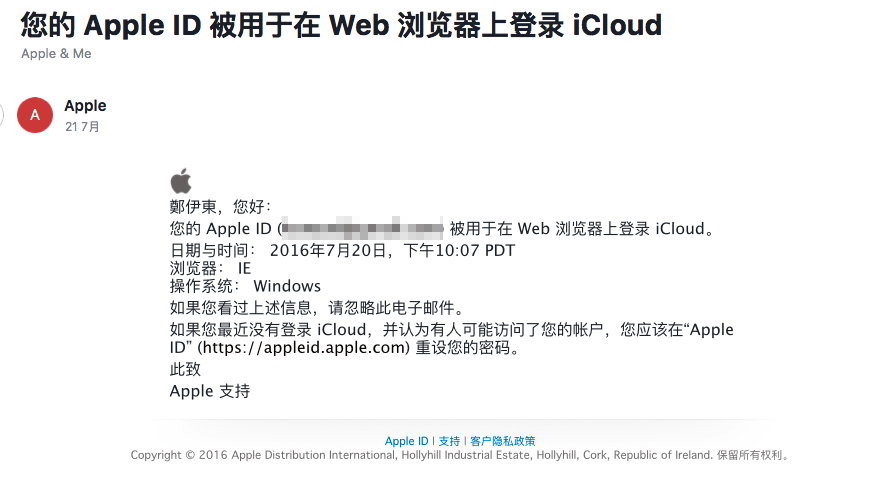 您的 Apple ID 被用于在 Web 浏览器上登录 iCloud
Apple & Me
A
Apple
21 7月
鄭伊東，您好：
您的 Apple ID ( ) 被用于在 Web 浏览器上登录 iCloud。
日期与时间： 2016年7月20日，下午10:07 PDT
浏览器： IE
操作系统： Windows
如果您看过上述信息，请忽略此电子邮件。
如果您最近没有登录 iCloud，并认为有人可能访问了您的帐户，您应该在“Apple
ID” (https://appleid.apple.com) 重设您的密码。
此致
Apple 支持
Apple ID | 支持 | 客户隐私政策
Copyright © 2016 Apple Distribution International, Hollyhill Industrial Estate, Hollyhill, Cork, Republic of Ireland. 保留所有权利。